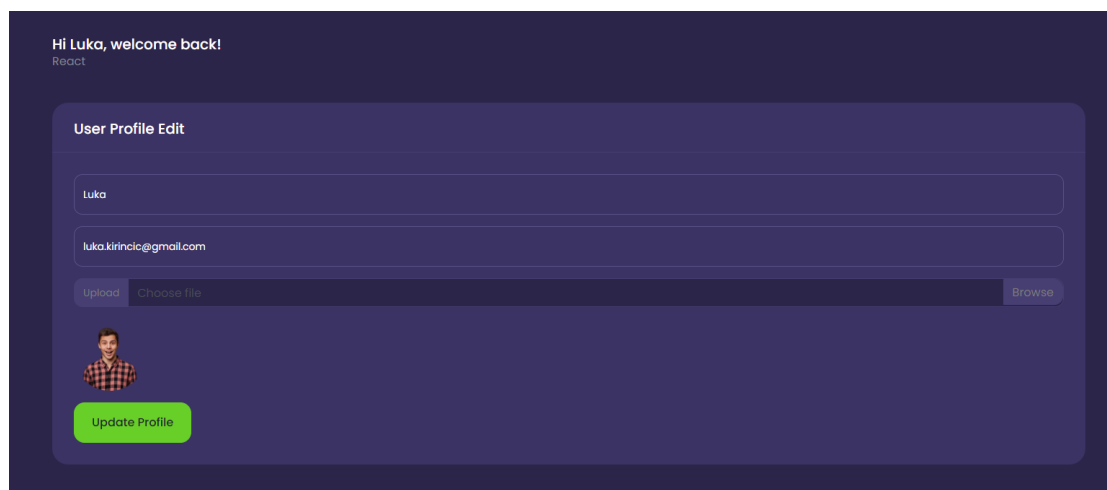 Hi Luka, welcome back!
React
User Profile Edit
Luka
luka.kirincic@gmail.com
Upload Choose file Browse
Update Profile